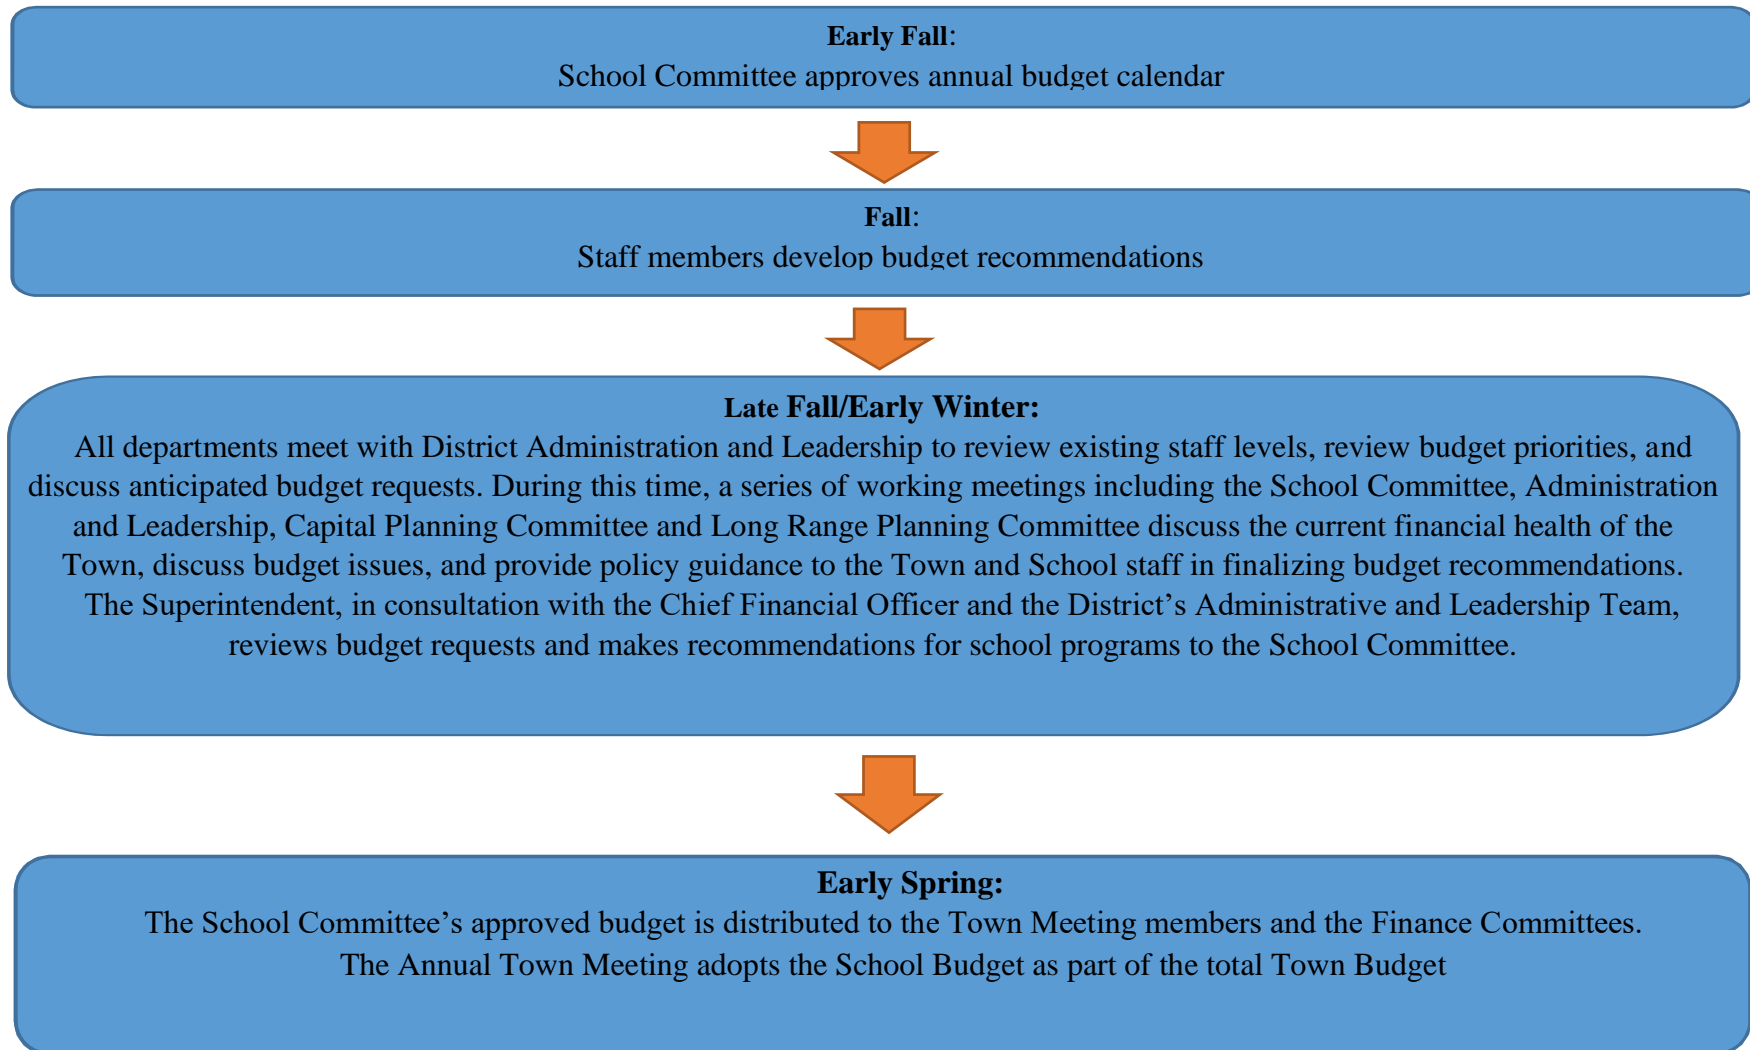 Early Fall:
School Committee approves annual budget calendar
Fall:
Staff members develop budget recommendations
Late Fall/Early Winter:
All departments meet with District Administration and Leadership to review existing staff levels, review budget priorities, and
discuss anticipated budget requests. During this time, a series of working meetings including the School Committee, Administration
and Leadership, Capital Planning Committee and Long Range Planning Committee discuss the current financial health of the
Town, discuss budget issues, and provide policy guidance to the Town and School staff in finalizing budget recommendations.
The Superintendent, in consultation with the Chief Financial Officer and the District’s Administrative and Leadership Team,
reviews budget requests and makes recommendations for school programs to the School Committee.
Early Spring:
The School Committee’s approved budget is distributed to the Town Meeting members and the Finance Committees.
The Annual Town Meeting adopts the School Budget as part of the total Town Budget